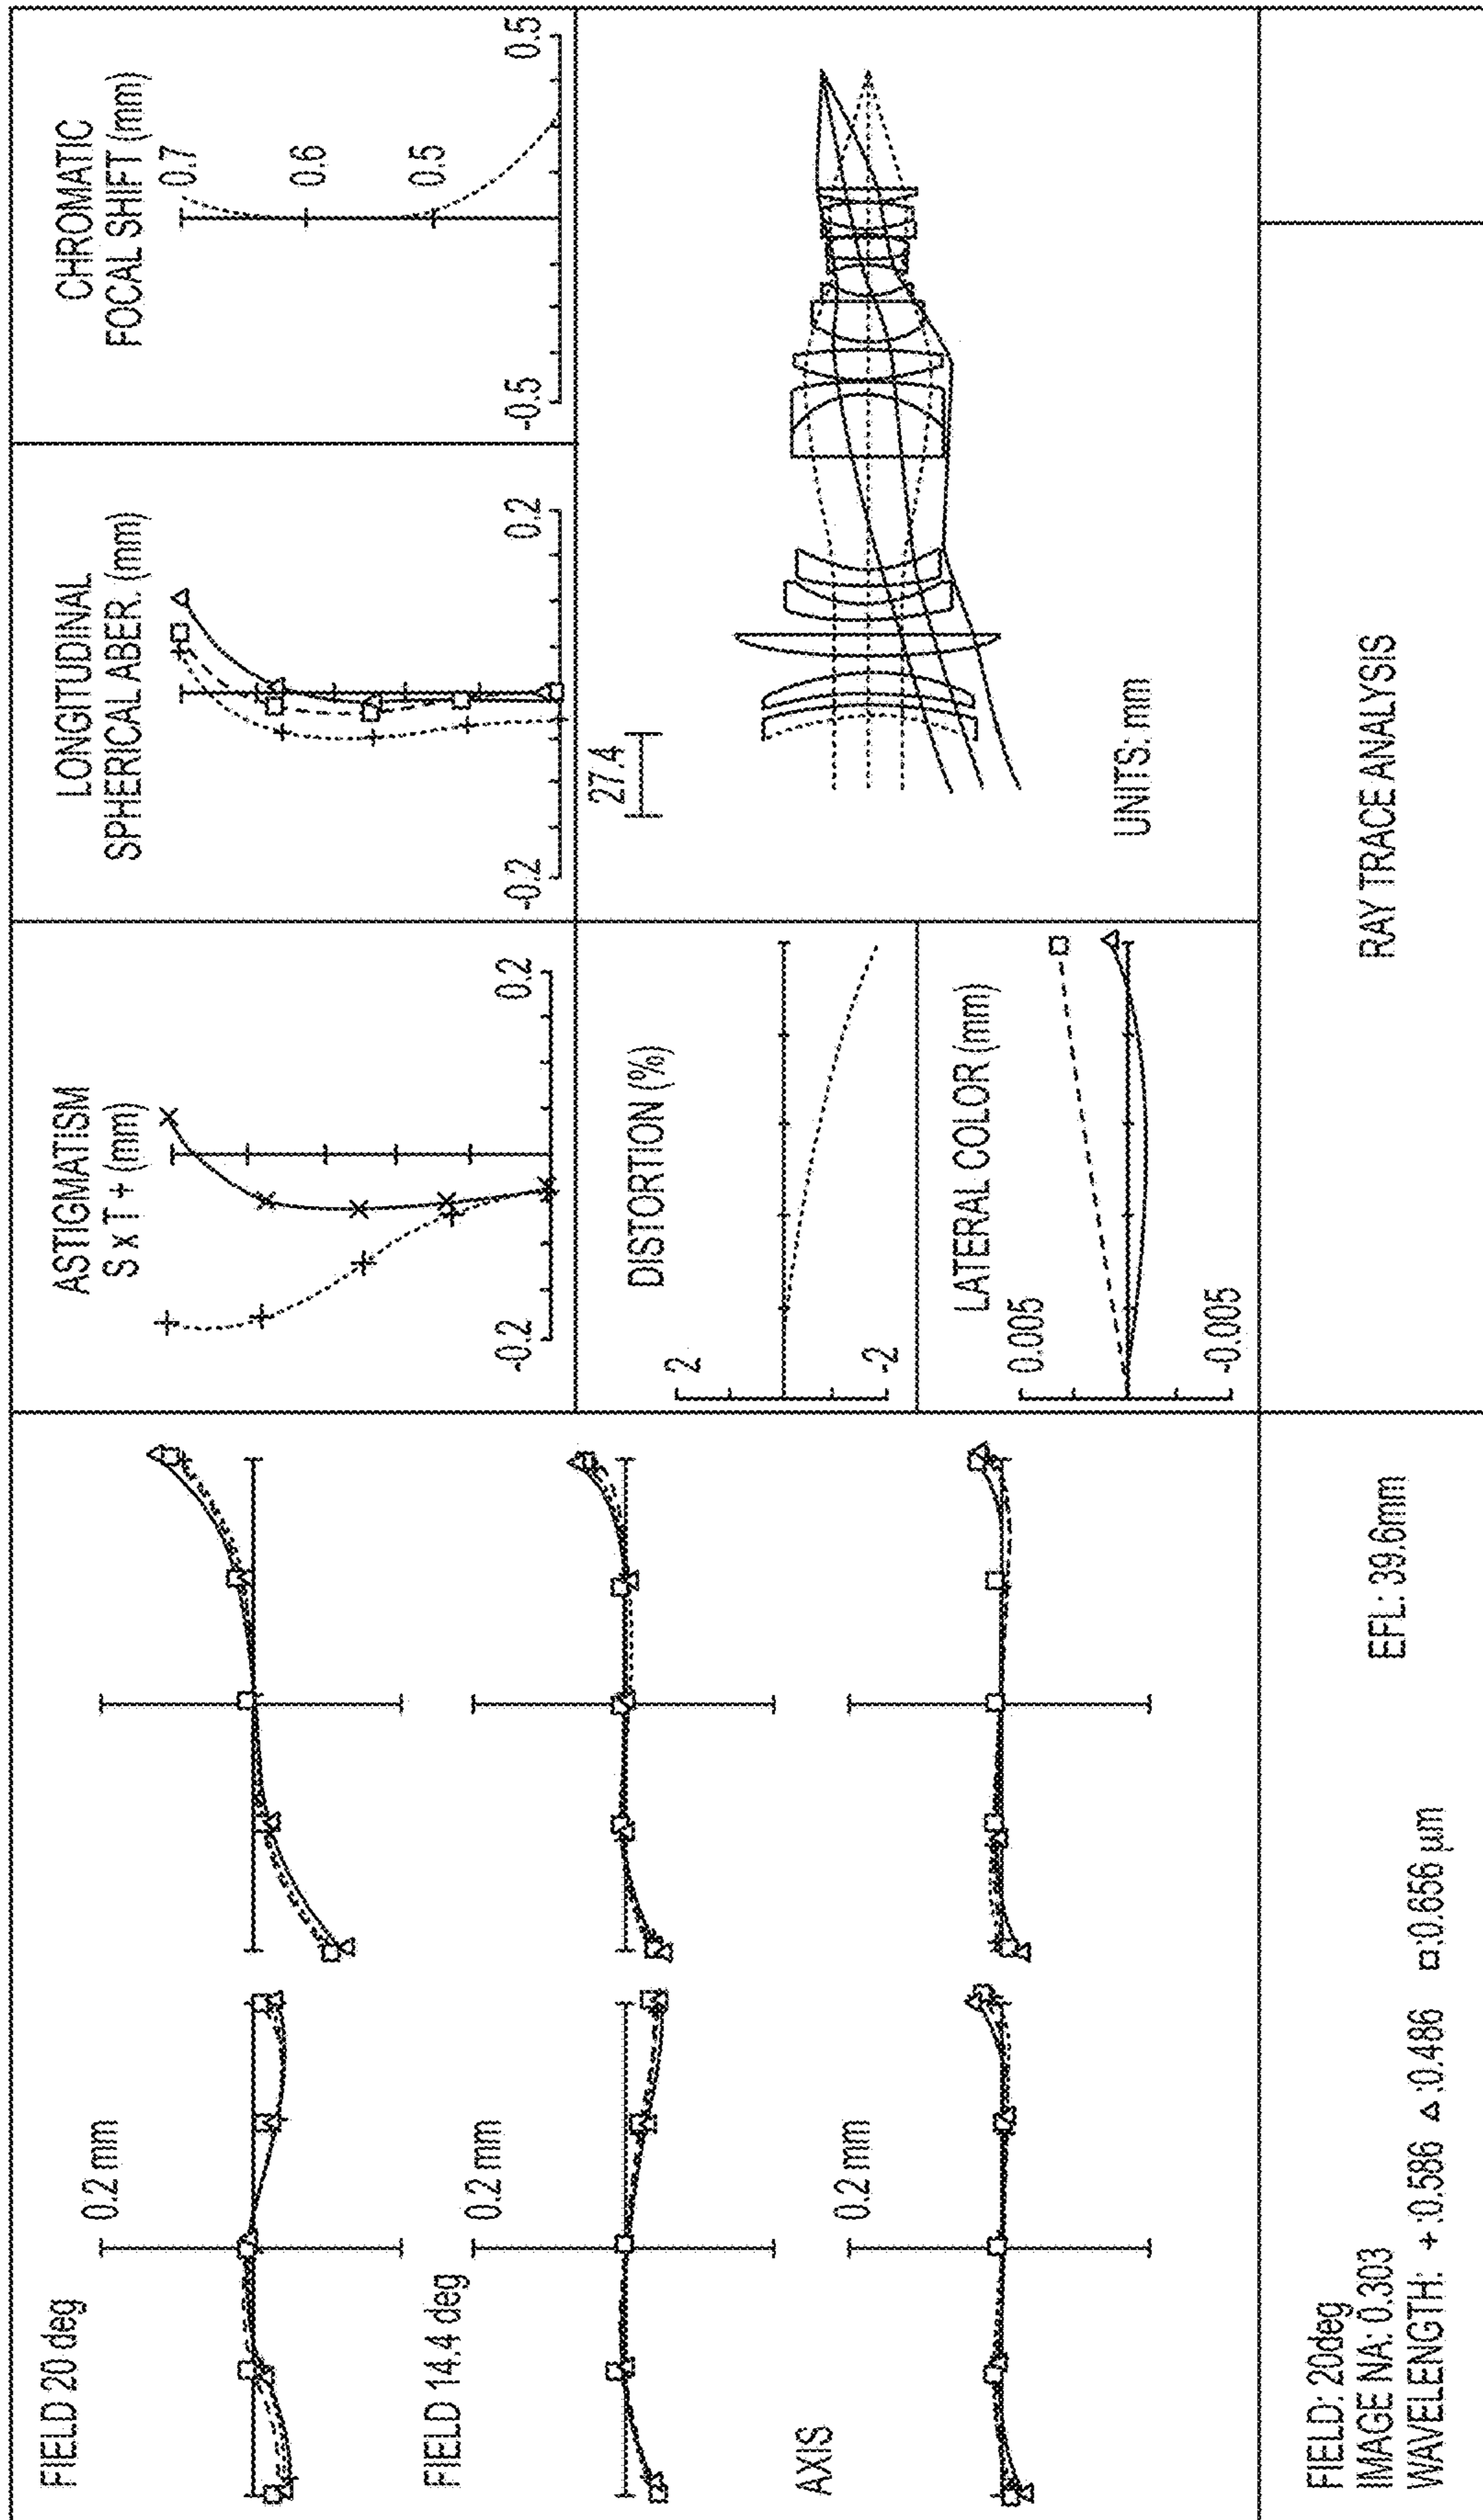 FIELD 20 deg
0.2 mm
FIELD 14.4 deg
0.2 mm
AXIS
0.2 mm
ASTIGMATISM
S x T + (mm)
-0.2
0.2
LONGITUDINAL
SPHERICAL ABER. (mm)
-0.2
0.2
CHROMATIC
FOCAL SHIFT (mm)
0.7
0.6
0.5
-0.5
0.5
DISTORTION (%)
2
-2
LATERAL COLOR (mm)
0.005
-0.005
27.4
UNITS: mm
FIELD: 20deg
IMAGE NA: 0.303
EFL: 39.6mm
WAVELENGTH: + :0.586 △ :0.486 □:0.656 µm
RAY TRACE ANALYSIS